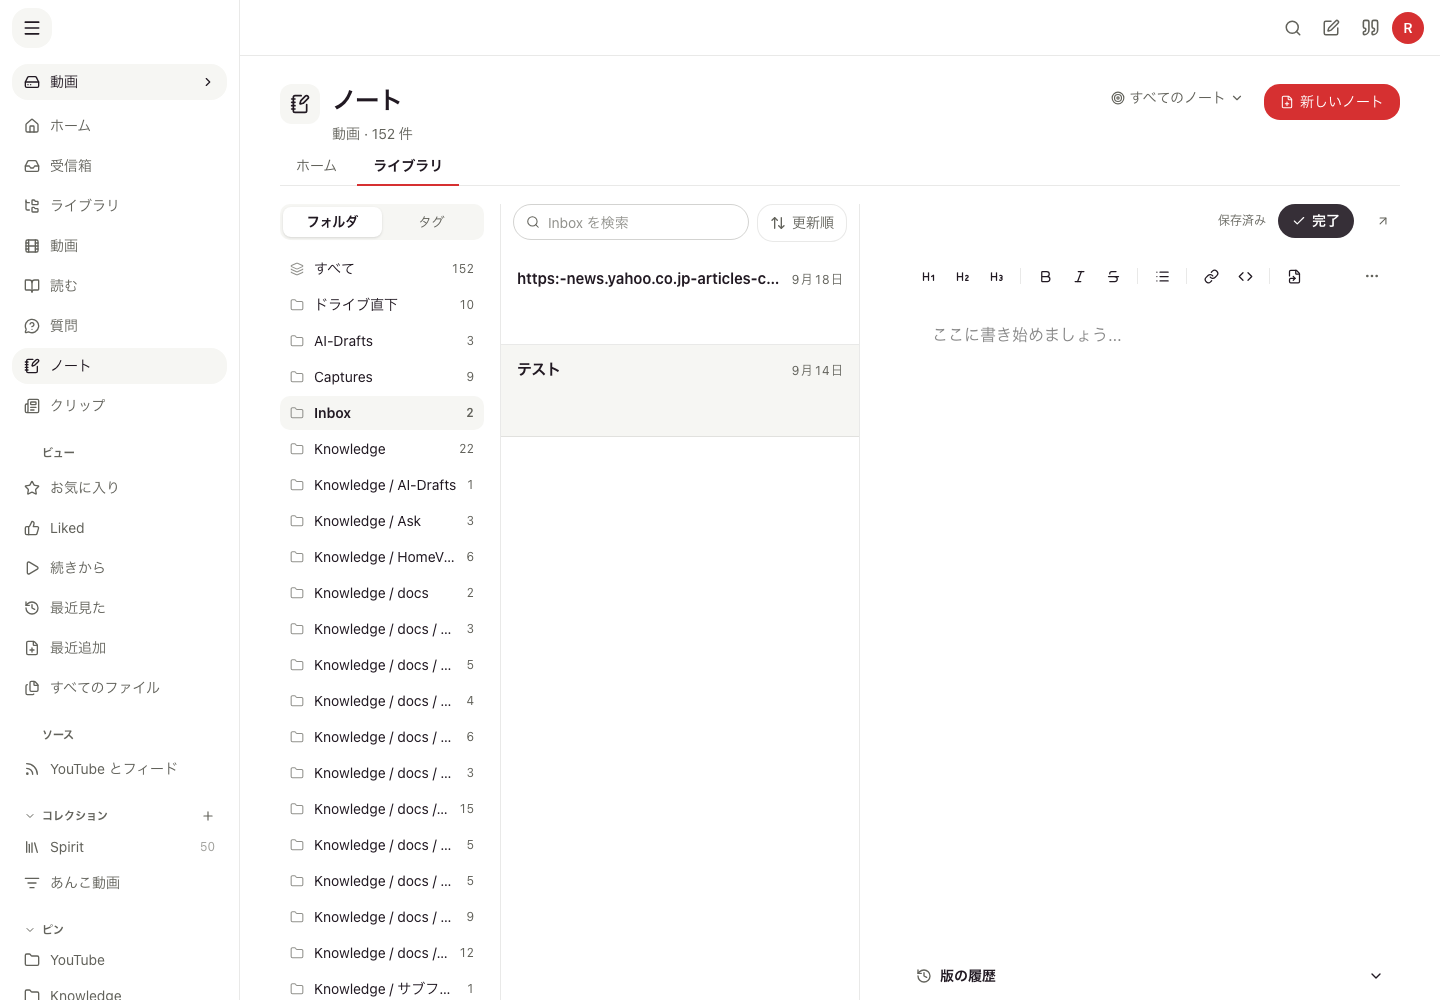 R
動画
ホーム
受信箱
ライブラリ
動画
読む
質問
ノート
クリップ
ビュー
お気に入り
Liked
続きから
最近見た
最近追加
すべてのファイル
ソース
YouTube とフィード
コレクション
Spirit 50
あんこ動画
ピン
YouTube
Knowledge
ノート
動画 · 152 件
すべてのノート
新しいノート
ホーム ライブラリ
フォルダ タグ
すべて 152
ドライブ直下 10
AI-Drafts 3
Captures 9
Inbox 2
Knowledge 22
Knowledge / AI-Drafts 1
Knowledge / Ask 3
Knowledge / HomeV... 6
Knowledge / docs 2
Knowledge / docs / ... 3
Knowledge / docs / ... 5
Knowledge / docs / ... 4
Knowledge / docs / ... 6
Knowledge / docs / ... 3
Knowledge / docs /... 15
Knowledge / docs / ... 5
Knowledge / docs / ... 5
Knowledge / docs / ... 9
Knowledge / docs /... 12
Knowledge / サブフ... 1
Inbox を検索 更新順
https:-news.yahoo.co.jp-articles-c... 9月18日
テスト 9月14日
保存済み 完了
H1 H2 H3 B I S
ここに書き始めましょう...
版の履歴